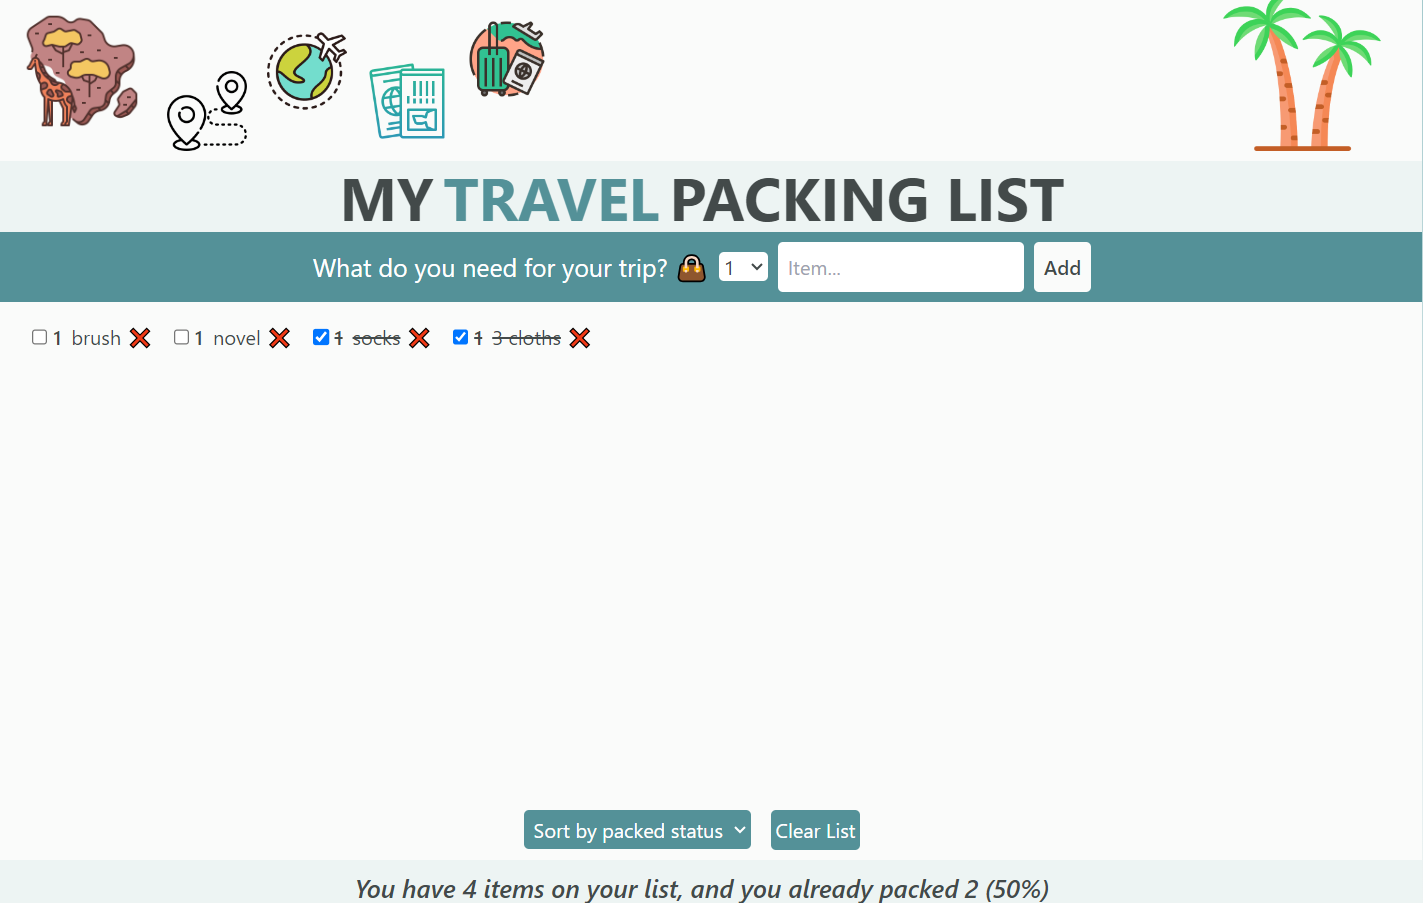 MY TRAVEL PACKING LIST
What do you need for your trip? 1 Item... Add
1 brush 1 novel 1 socks 1 3 cloths
Sort by packed status Clear List
You have 4 items on your list, and you already packed 2 (50%)